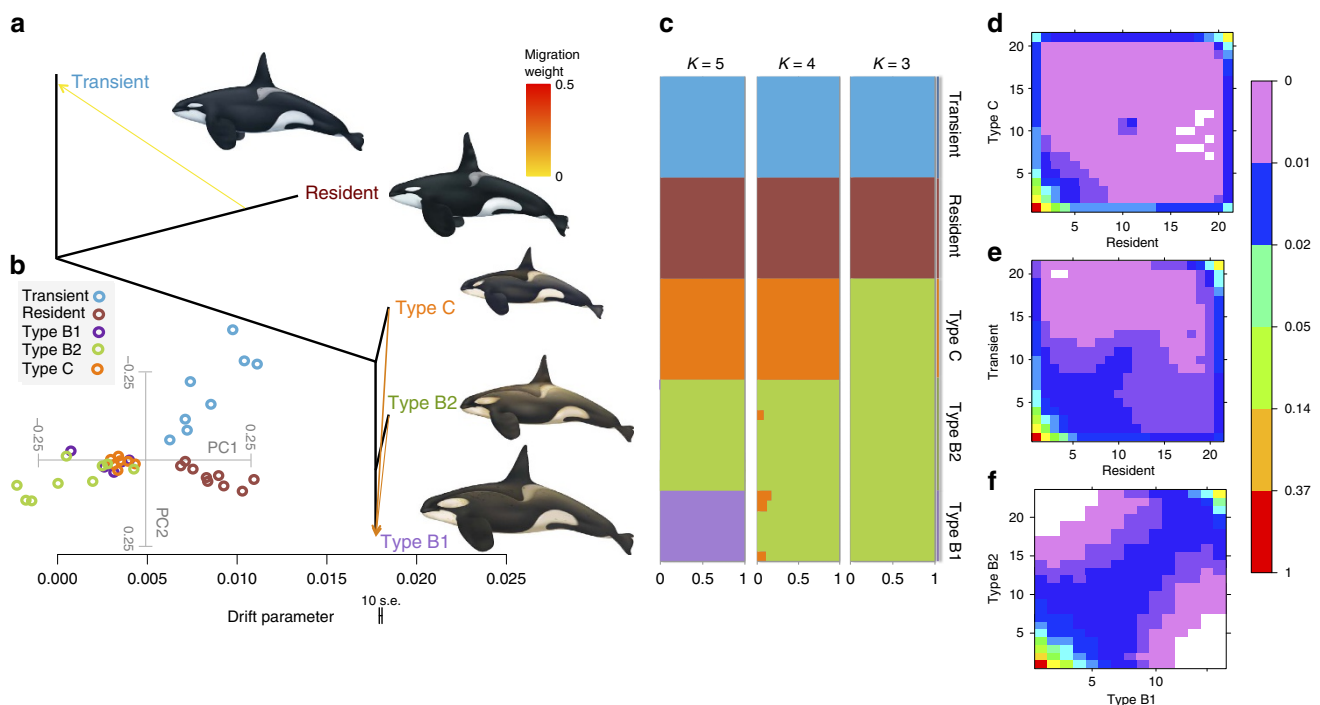 a
Transient
Migration
weight
0.5
0
Resident
Type C
Type B2
Type B1
0.000
0.005
0.010
0.015
0.020
0.025
10 s.e.
Drift parameter
b
Transient
Resident
Type B1
Type B2
Type C
−0.25
−0.25
PC1
0.25
PC2
0.25
c
K = 5
K = 4
K = 3
Transient
Resident
Type C
Type B2
Type B1
0
0.5
1
0
0.5
1
0
0.5
1
d
20
15
10
5
Type C
5
10
15
20
Resident
e
20
15
10
5
Transient
5
10
15
20
Resident
f
20
15
10
5
Type B2
5
10
Type B1
0
0.01
0.02
0.05
0.14
0.37
1